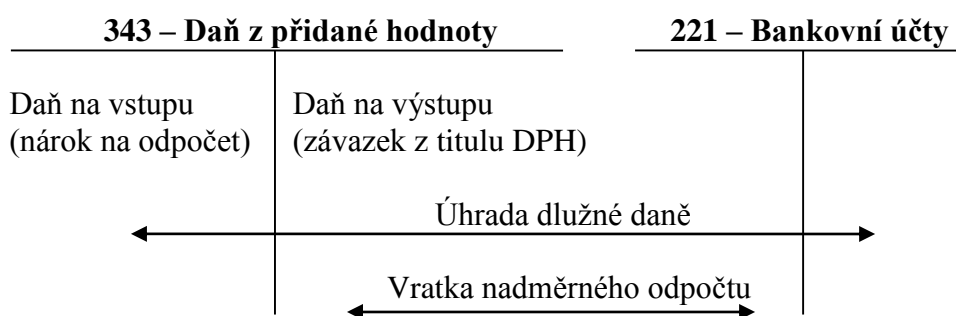 343 – Daň z přidané hodnoty
221 – Bankovní účty
Daň na vstupu
(nárok na odpočet)
Daň na výstupu
(závazek z titulu DPH)
Úhrada dlužné daně
Vratka nadměrného odpočtu